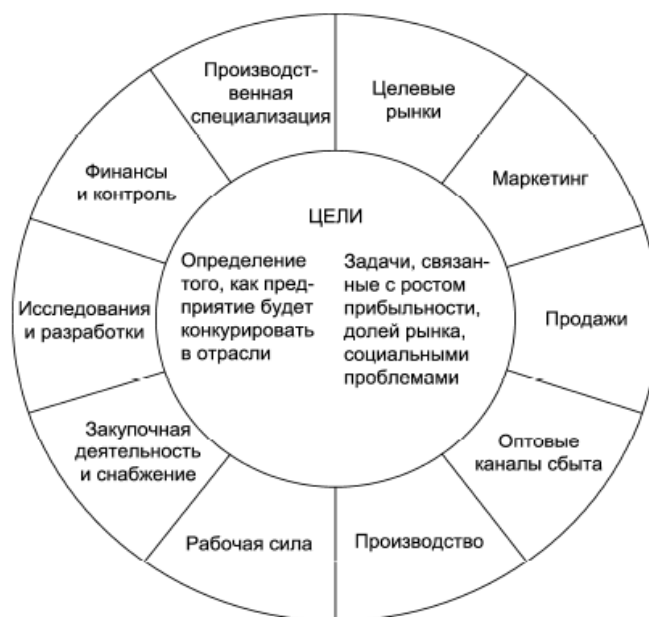 Производст-
венная
специализация
Целевые
рынки
Маркетинг
Продажи
Оптовые
каналы сбыта
Производство
Рабочая сила
Закупочная
деятельность
и снабжение
Исследования
и разработки
Финансы
и контроль
ЦЕЛИ
Определение
того, как пред-
приятие будет
конкурировать
в отрасли
Задачи, связан-
ные с ростом
прибыльности,
долей рынка,
социальными
проблемами